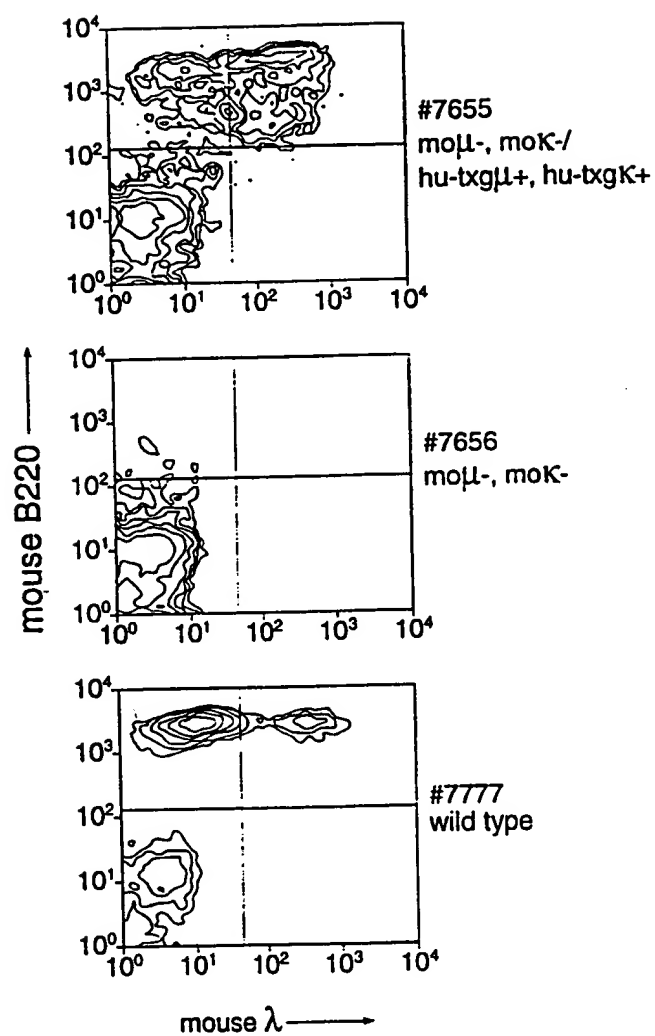 10⁴
10³
10²
10¹
10⁰
10⁰ 10¹ 10² 10³ 10⁴
#7655
moμ-, moκ-/
hu-txgμ+, hu-txgκ+
10⁴
10³
10²
10¹
10⁰
10⁰ 10¹ 10² 10³ 10⁴
#7656
moμ-, moκ-
10⁴
10³
10²
10¹
10⁰
10⁰ 10¹ 10² 10³ 10⁴
#7777
wild type
mouse B220
mouse λ